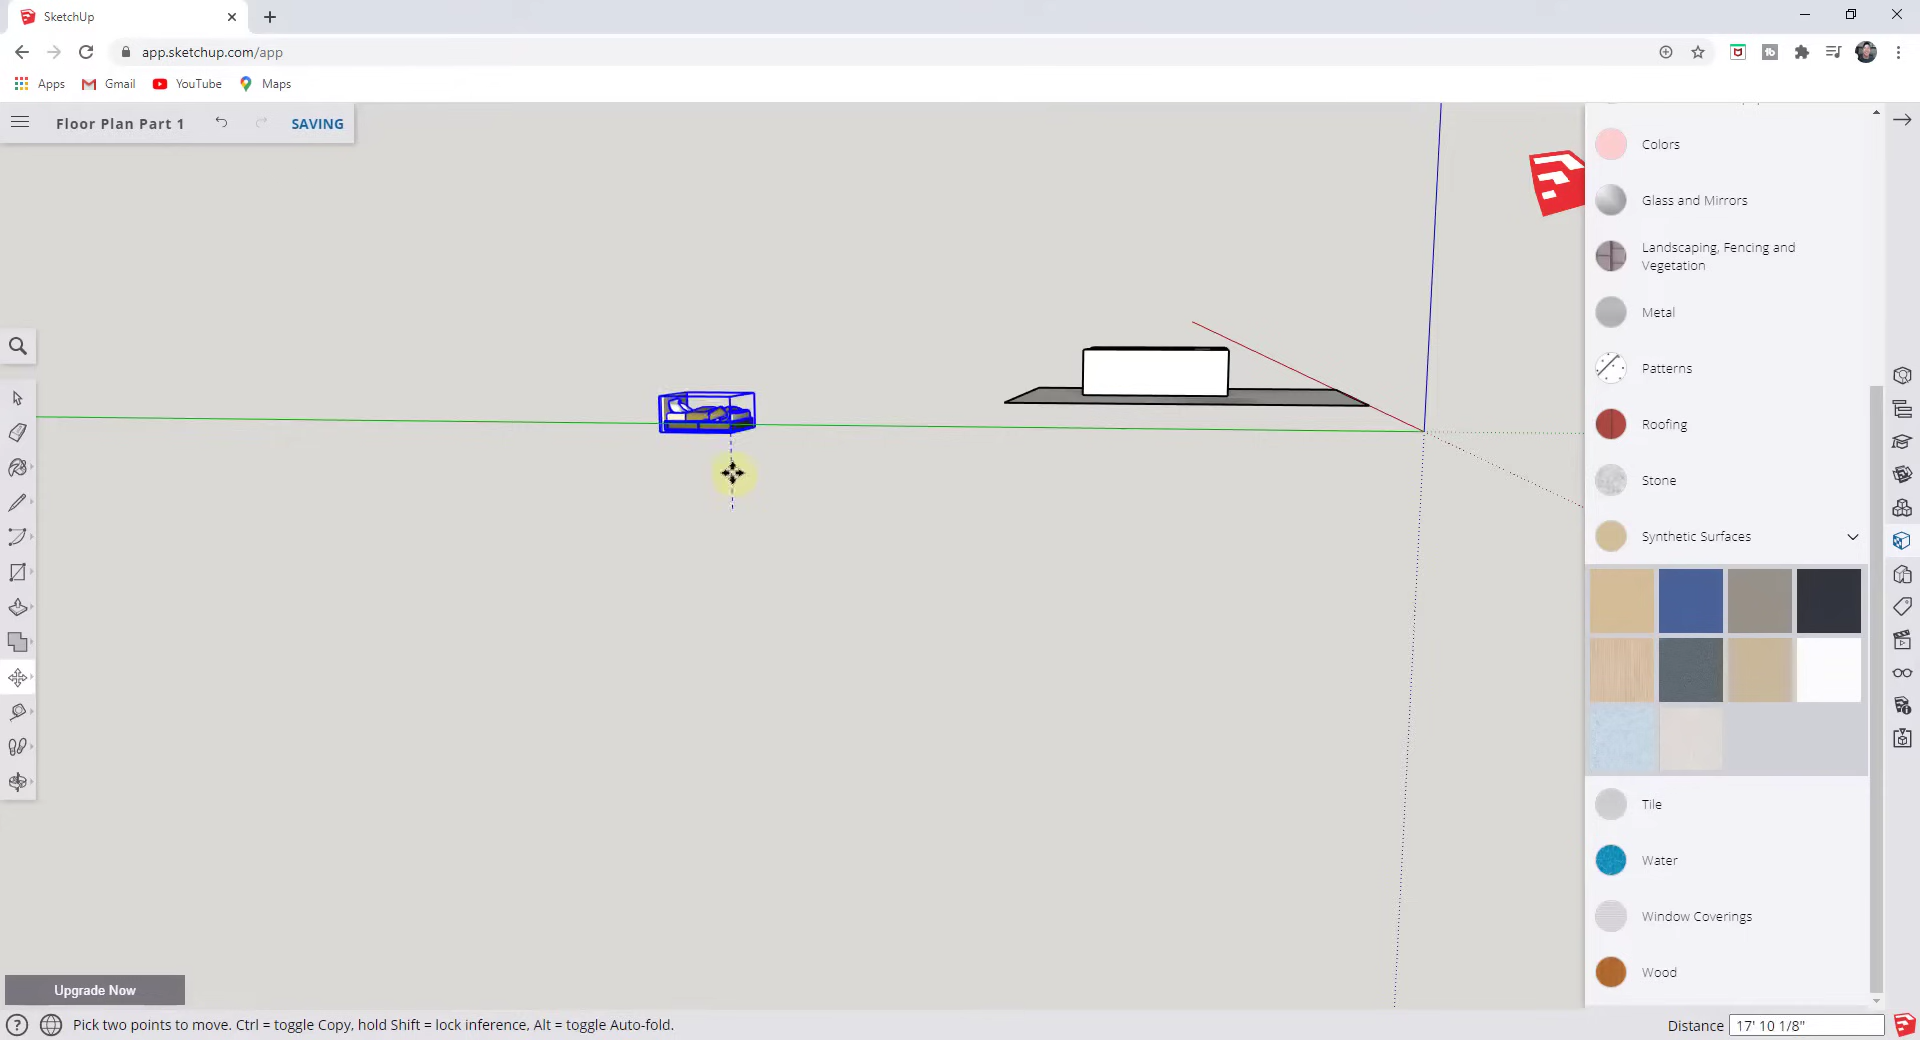 SketchUp
app.sketchup.com/app
Apps
Gmail
YouTube
Maps
Floor Plan Part 1
SAVING
Colors
Glass and Mirrors
Landscaping, Fencing and
Vegetation
Metal
Patterns
Roofing
Stone
Synthetic Surfaces
Tile
Water
Window Coverings
Wood
Upgrade Now
Pick two points to move. Ctrl = toggle Copy, hold Shift = lock inference, Alt = toggle Auto-fold.
Distance 17' 10 1/8"